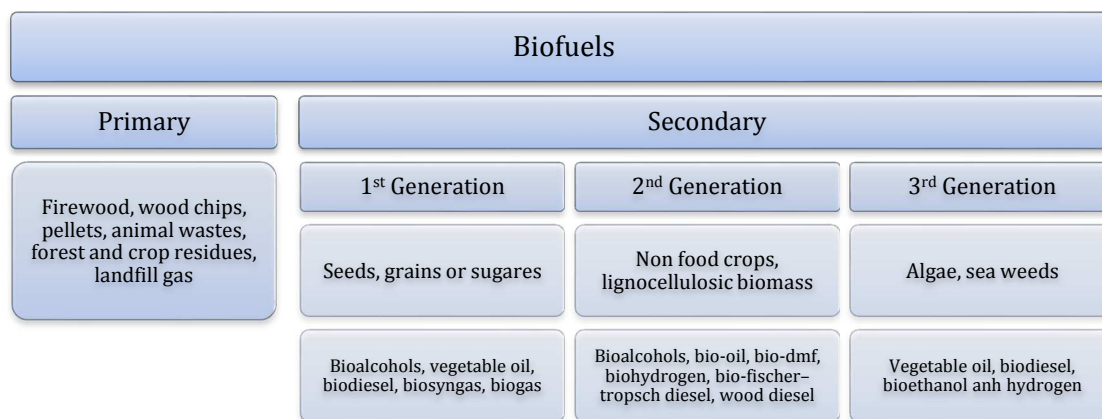 Biofuels
Primary
Secondary
Firewood, wood chips,
pellets, animal wastes,
forest and crop residues,
landfill gas
1st Generation
2nd Generation
3rd Generation
Seeds, grains or sugares
Non food crops,
lignocellulosic biomass
Algae, sea weeds
Bioalcohols, vegetable oil,
biodiesel, biosyngas, biogas
Bioalcohols, bio-oil, bio-dmf,
biohydrogen, bio-fischer–
tropsch diesel, wood diesel
Vegetable oil, biodiesel,
bioethanol anh hydrogen